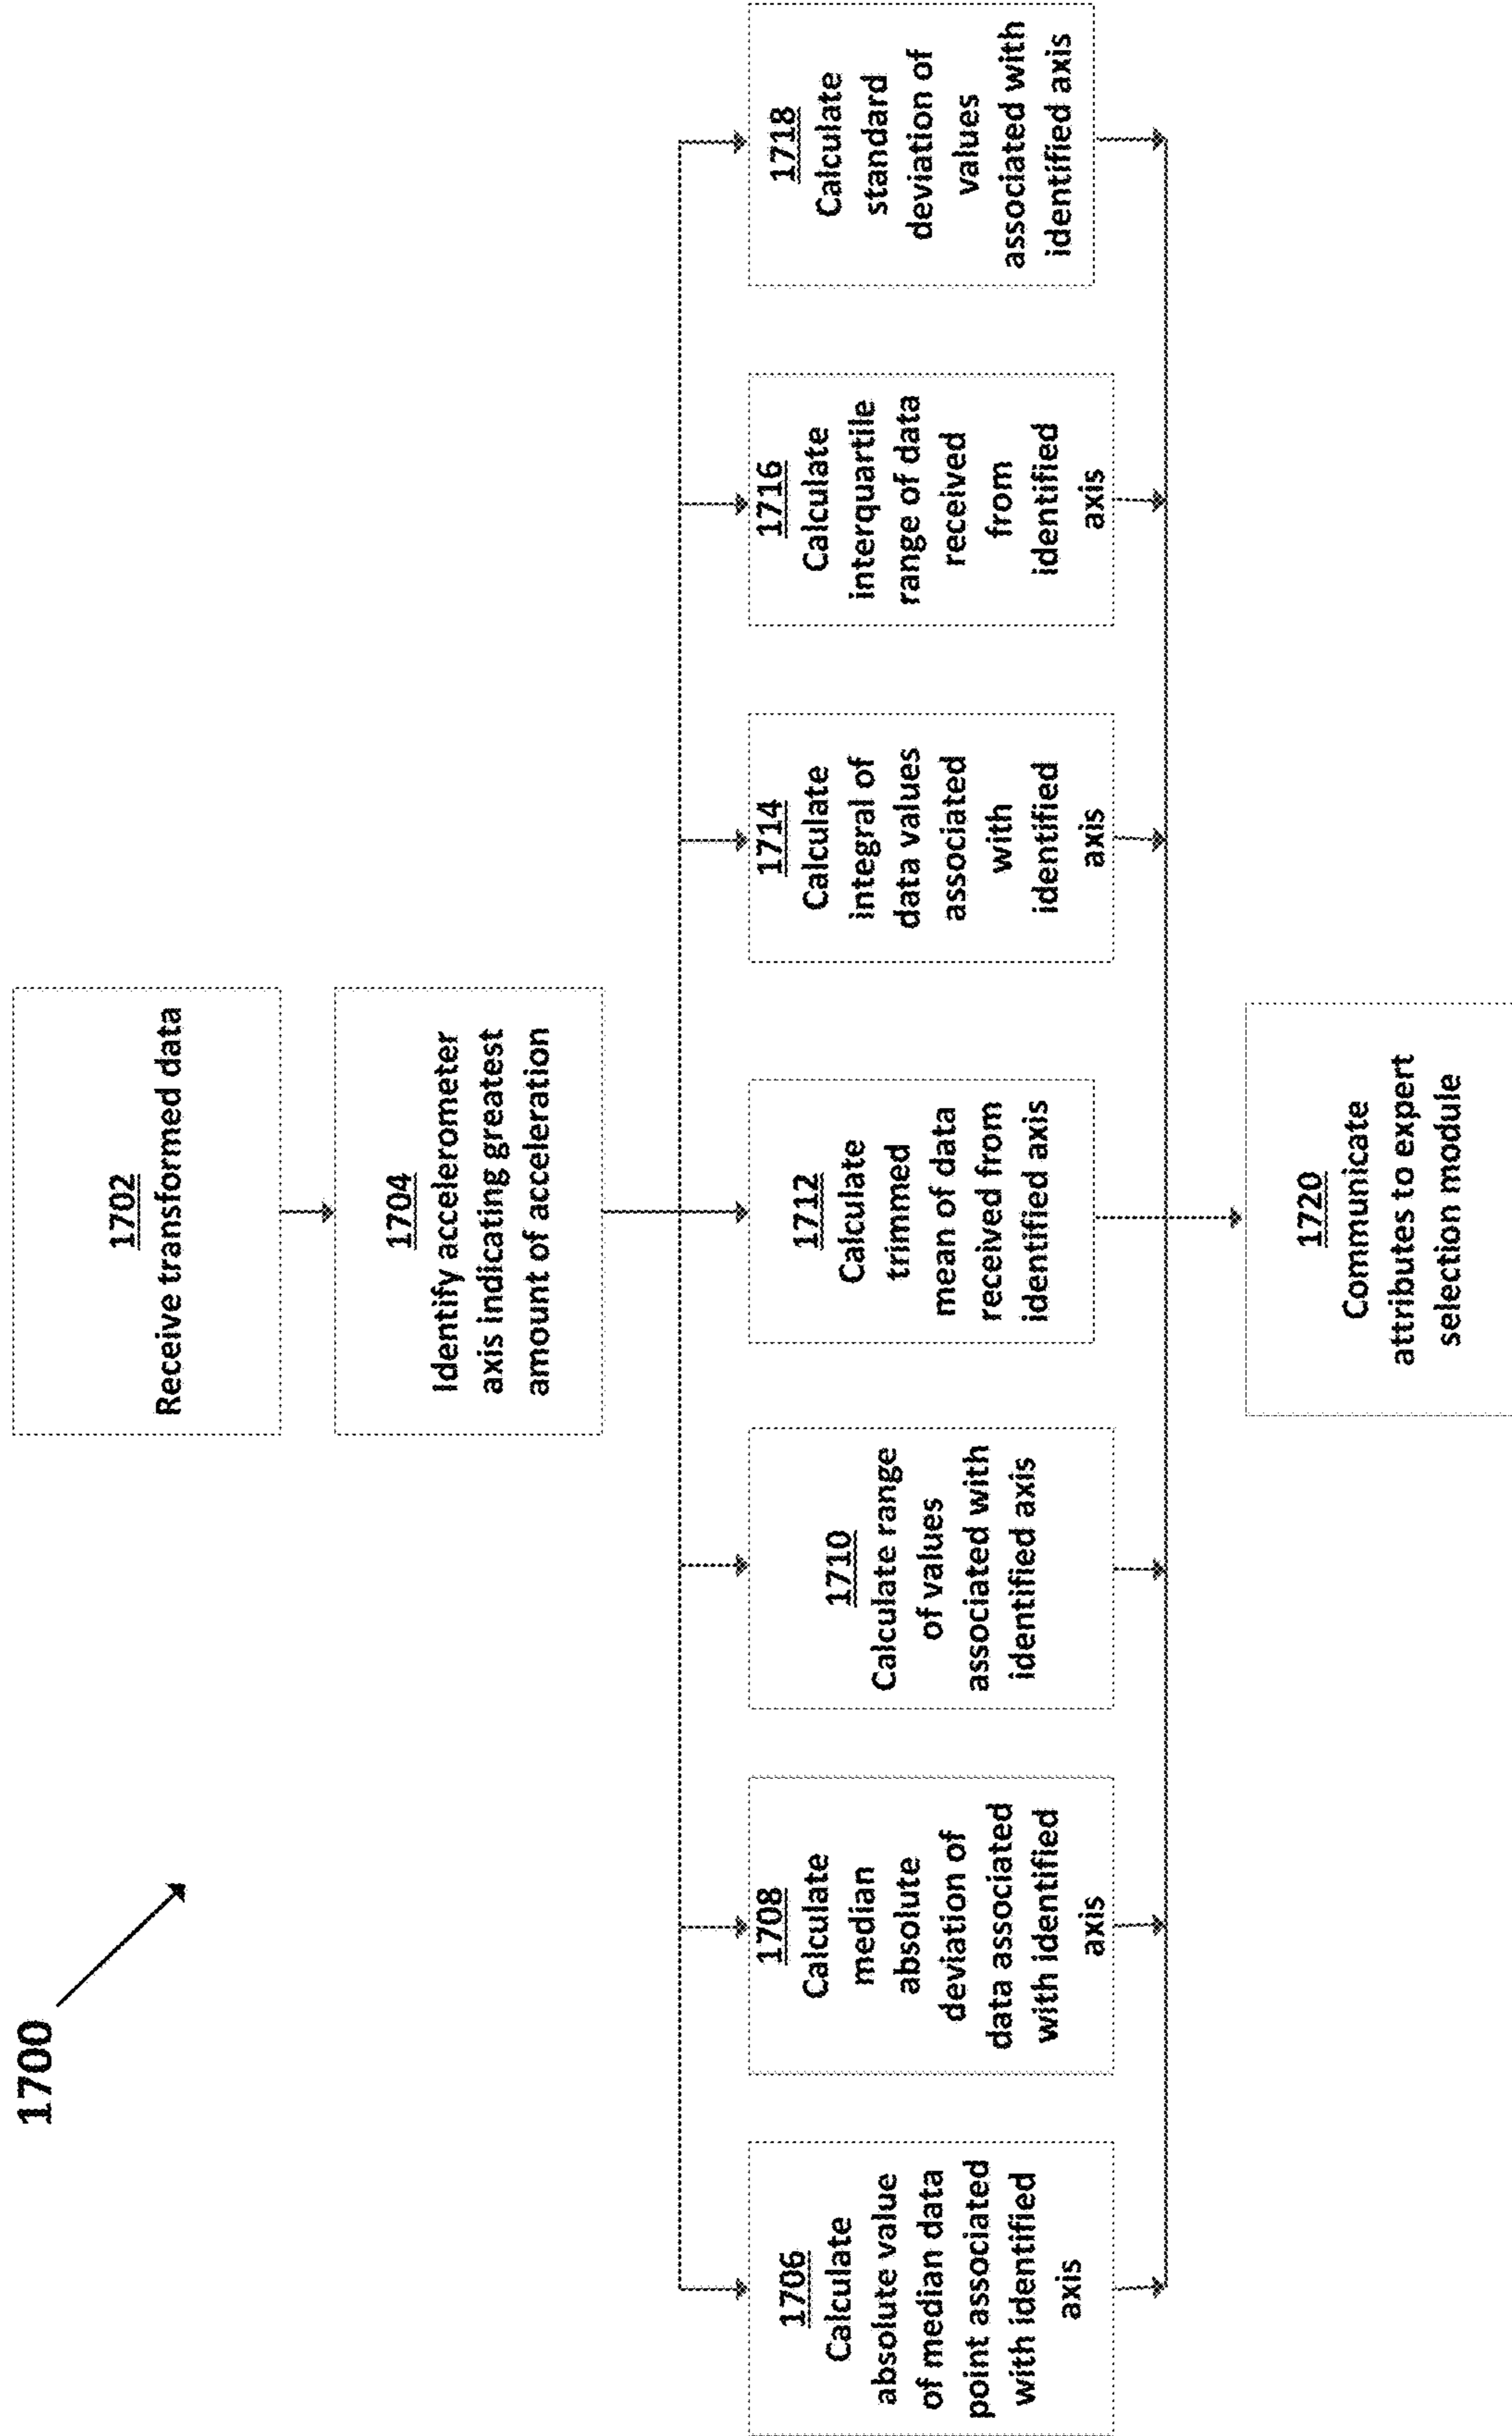 1700
1702
Receive transformed data
1704
Identify accelerometer
axis indicating greatest
amount of acceleration
1706
Calculate
absolute value
of median data
point associated
with identified
axis
1708
Calculate
median
absolute
deviation of
data associated
with identified
axis
1710
Calculate range
of values
associated with
identified axis
1712
Calculate
trimmed
mean of data
received from
identified axis
1714
Calculate
integral of
data values
associated
with
identified
axis
1716
Calculate
interquartile
range of data
received
from
identified
axis
1718
Calculate
standard
deviation of
values
associated with
identified axis
1720
Communicate
attributes to expert
selection module